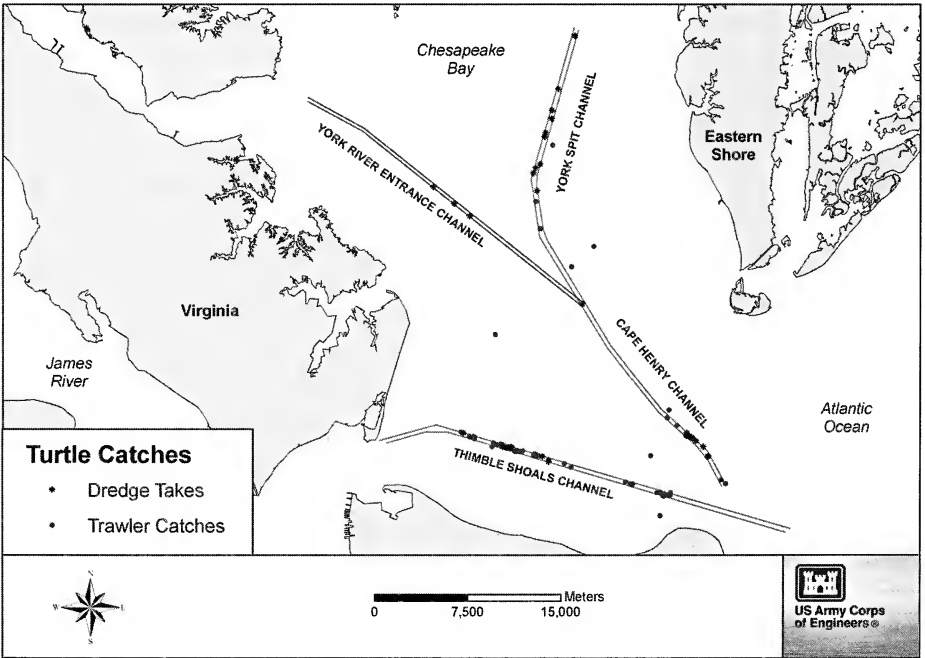 Chesapeake
Bay
YORK RIVER ENTRANCE CHANNEL
YORK SPIT CHANNEL
Eastern
Shore
Virginia
James
River
CAPE HENRY CHANNEL
Atlantic
Ocean
THIMBLE SHOALS CHANNEL
Turtle Catches
Dredge Takes
Trawler Catches
N
W
S
Meters
0 7,500 15,000
US Army Corps
of Engineers®